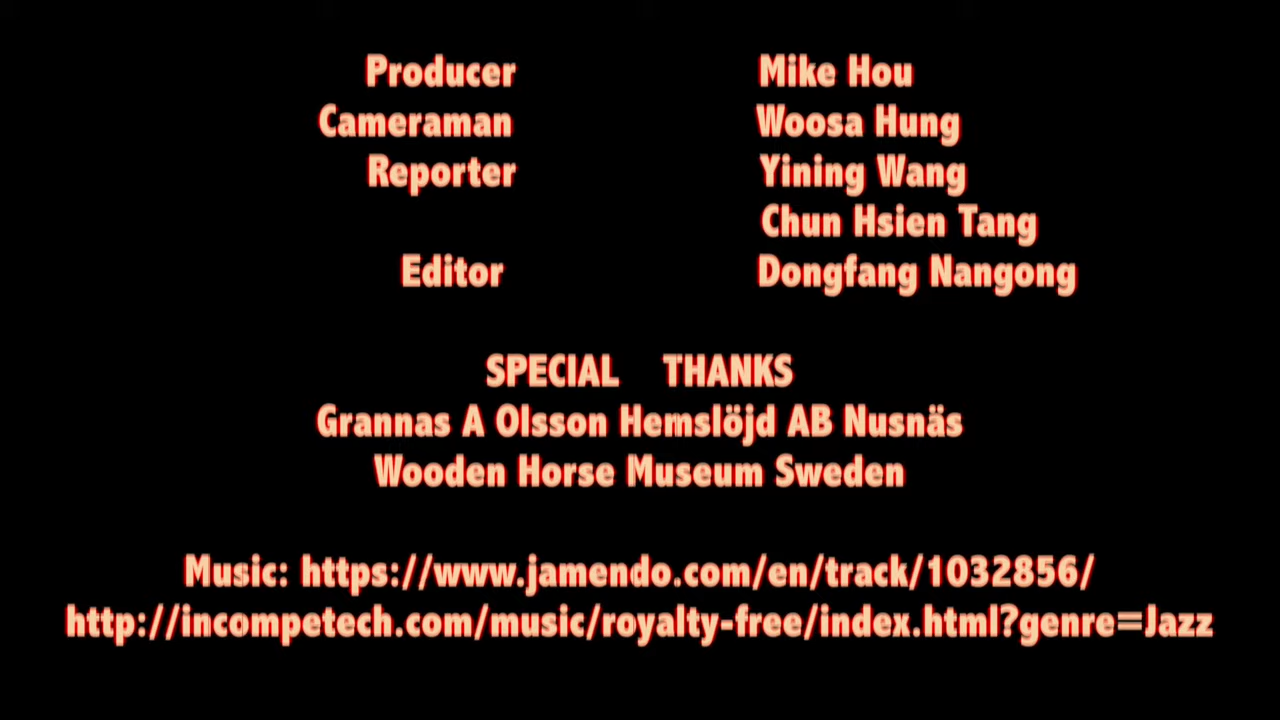 Producer Mike Hou
Cameraman Woosa Hung
Reporter Yining Wang
Chun Hsien Tang
Editor Dongfang Nangong
SPECIAL THANKS
Grannas A Olsson Hemslöjd AB Nusnäs
Wooden Horse Museum Sweden
Music: https://www.jamendo.com/en/track/1032856/
http://incompetech.com/music/royalty-free/index.html?genre=Jazz